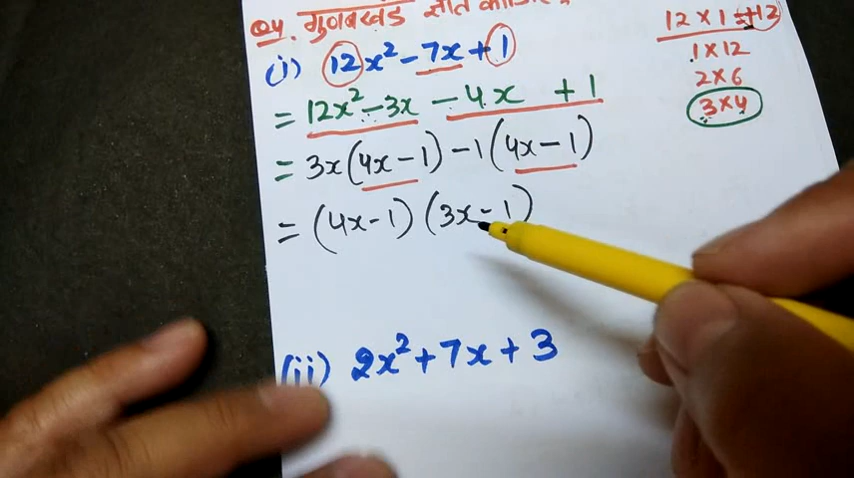 Q4. गुणनखंड ज्ञात कीजिए
(i) 12x² - 7x + 1
= 12x² - 3x - 4x + 1
= 3x(4x - 1) - 1(4x - 1)
= (4x - 1)(3x - 1)
(ii) 2x² + 7x + 3
12 × 1 = +12
1 × 12
2 × 6
3 × 4